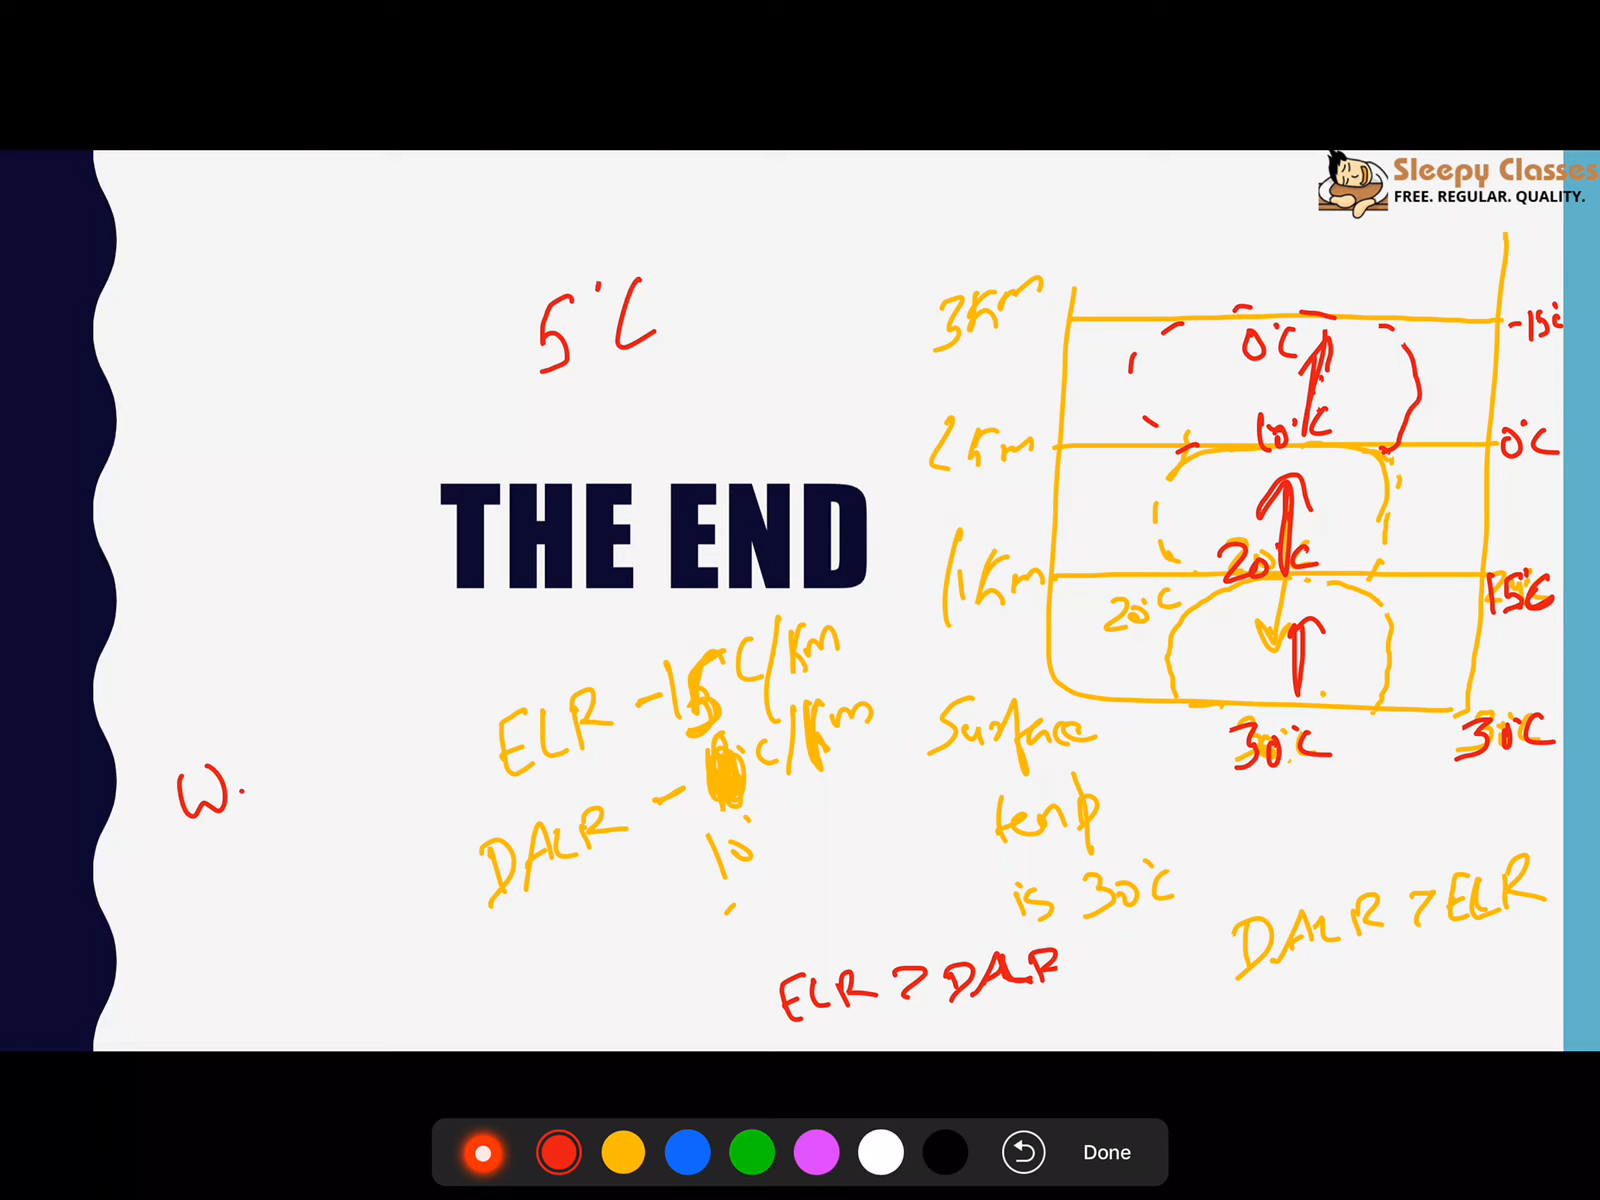 Sleepy Classes
FREE. REGULAR. QUALITY.
5°C
3Km
0°C
-15°C
2Km
10°C
0°C
THE END
1Km
20°C
20°C
15°C
ELR - 15°C/Km
Surface
30°C
30°C
DALR - °C/Km
10°
temp
is 30°C
W.
DALR > ELR
ELR > DALR
Done